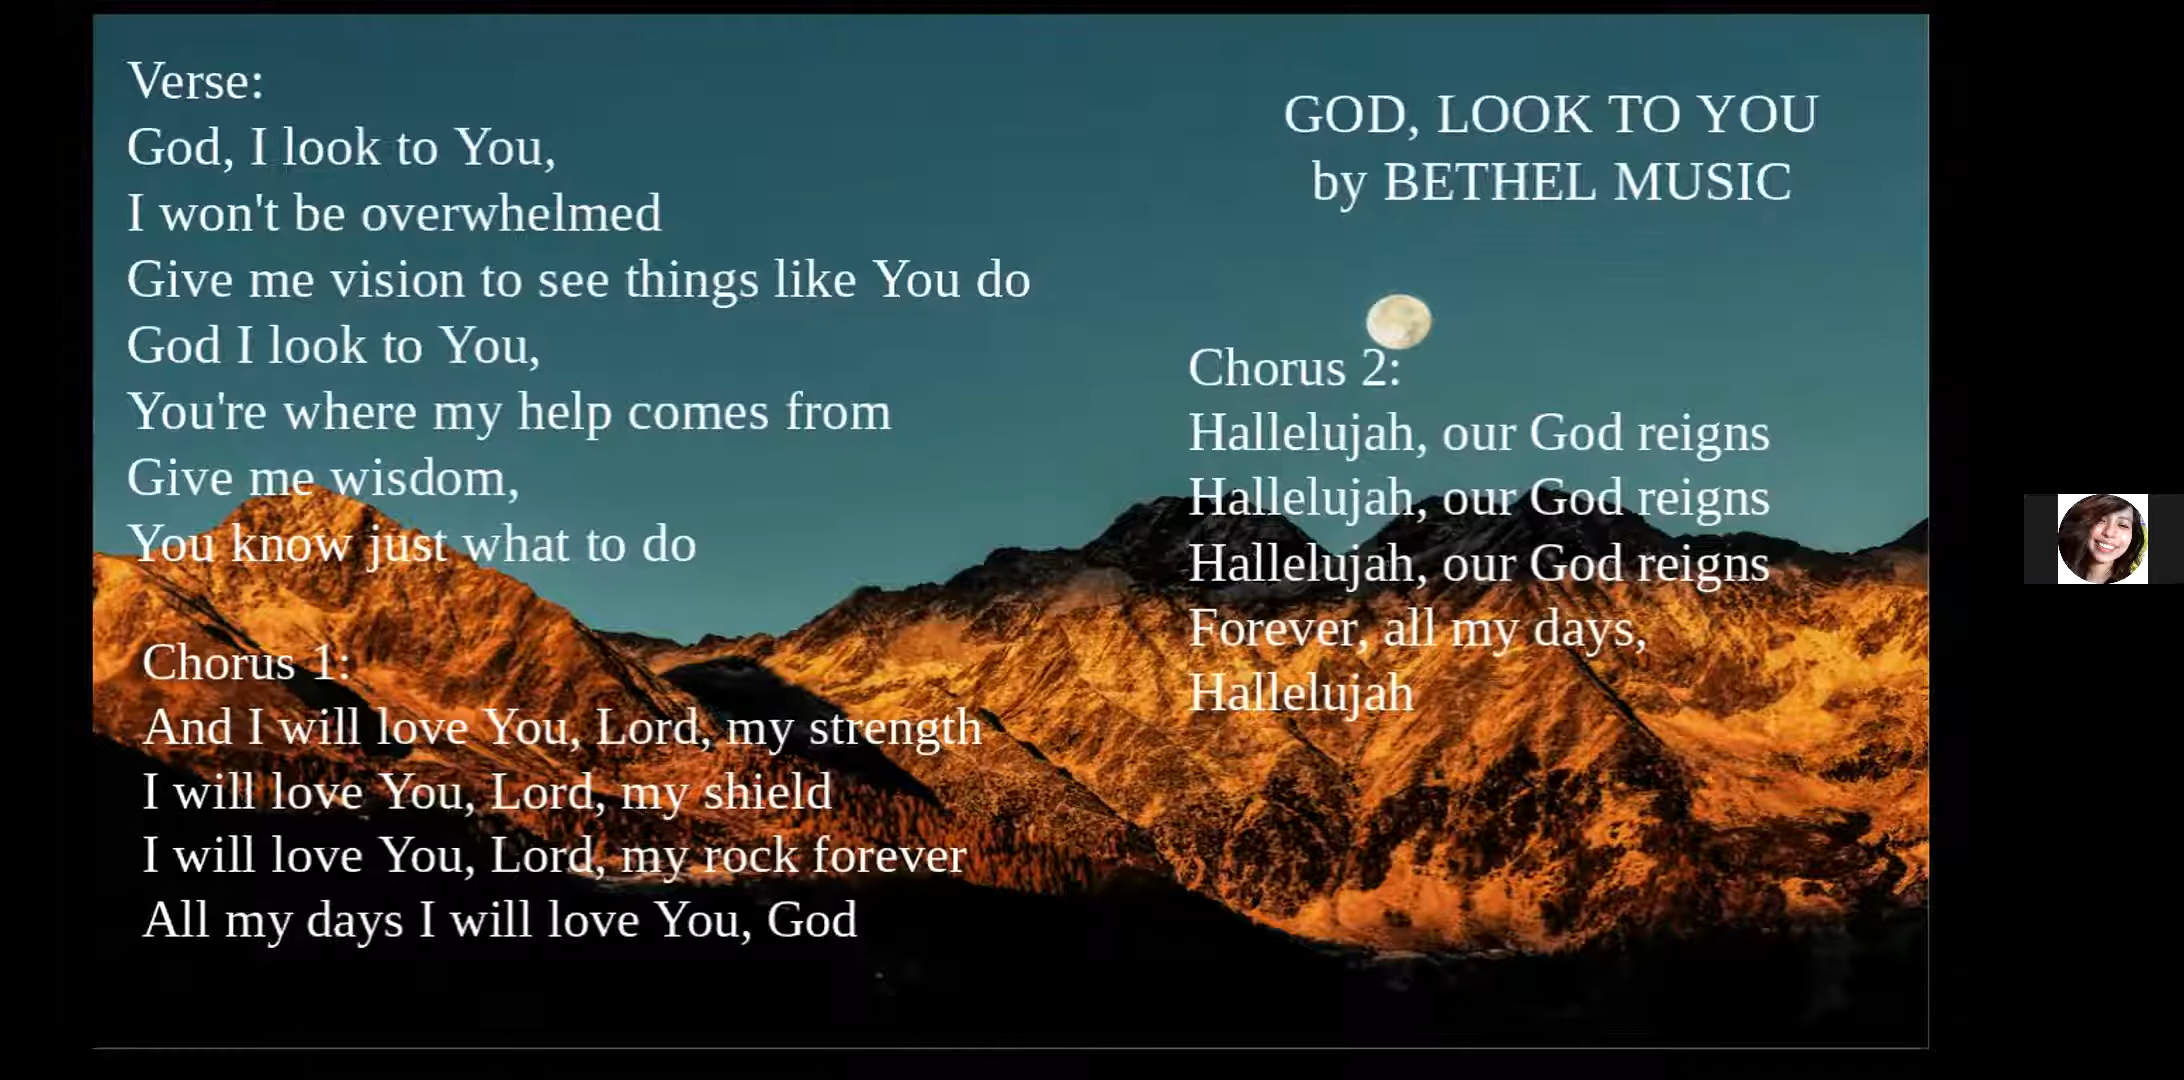 Verse:
God, I look to You,
I won't be overwhelmed
Give me vision to see things like You do
God I look to You,
You're where my help comes from
Give me wisdom,
You know just what to do
Chorus 1:
And I will love You, Lord, my strength
I will love You, Lord, my shield
I will love You, Lord, my rock forever
All my days I will love You, God
GOD, LOOK TO YOU
by BETHEL MUSIC
Chorus 2:
Hallelujah, our God reigns
Hallelujah, our God reigns
Hallelujah, our God reigns
Forever, all my days,
Hallelujah